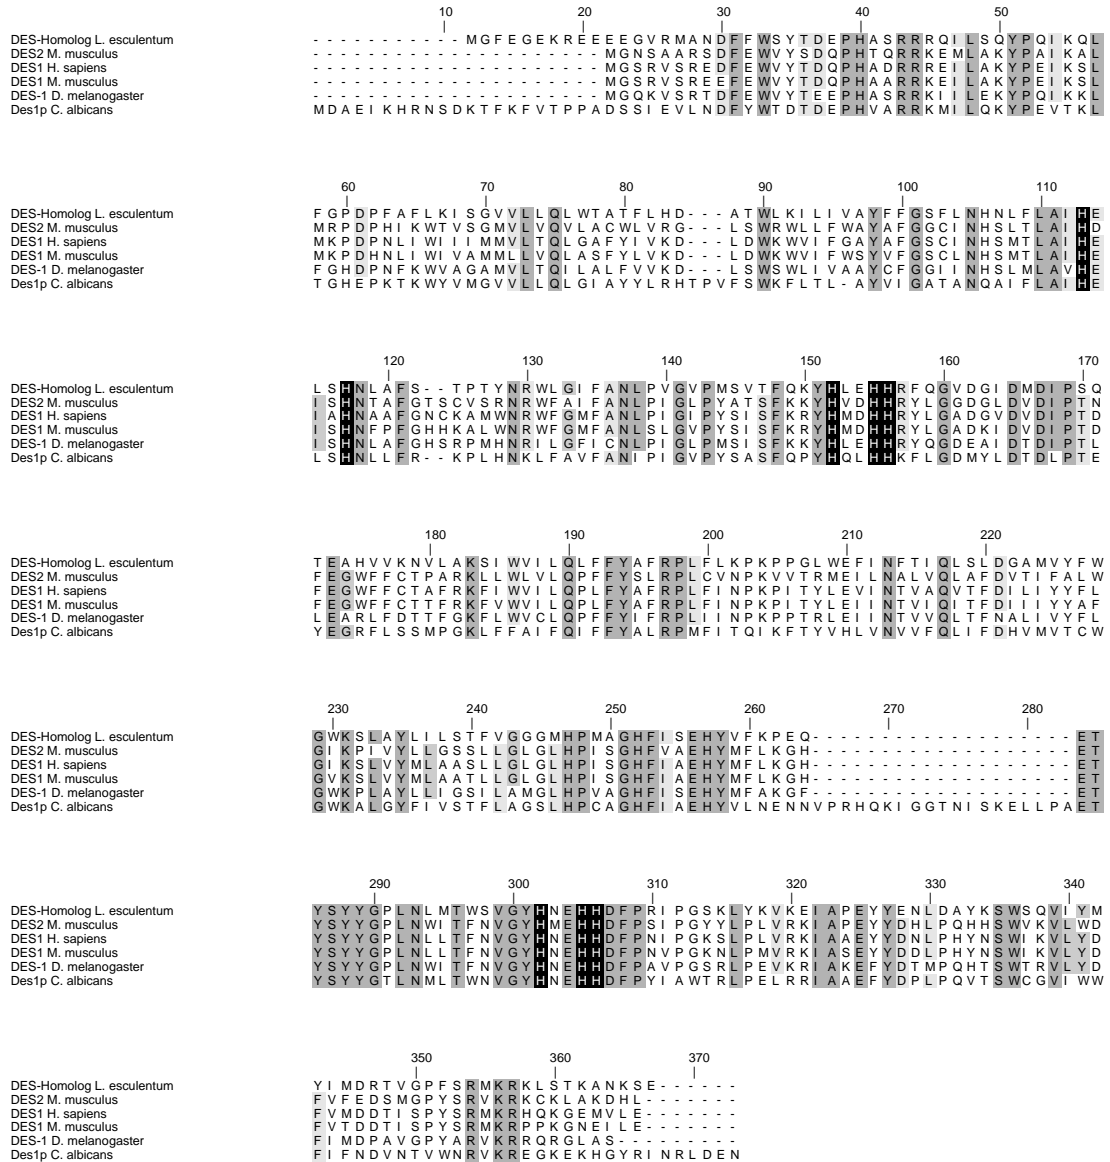 10 20 30 40 50
DES-Homolog L. esculentum - - - - - - - - - - - M G F E G E K R E E E E G V R M A N D F F W S Y T D E P H A S R R R Q I L S Q Y P Q I K Q L
DES2 M. musculus - - - - - - - - - - - - - - - - - - - - - M G N S A A R S D F E W V Y S D Q P H T Q R R K E M L A K Y P A I K A L
DES1 H. sapiens - - - - - - - - - - - - - - - - - - - - - M G S R V S R E D F E W V Y T D Q P H A D R R R E I L A K Y P E I K S L
DES1 M. musculus - - - - - - - - - - - - - - - - - - - - - M G S R V S R E D F E W V Y T D Q P H A A R R K E I L A K Y P E I K S L
DES-1 D. melanogaster - - - - - - - - - - - - - - - - - - - - - M G Q K V S R T D F E W V Y T E E P H A S R R K I I L E K Y P Q I K K L
Des1p C. albicans M D A E I K H R N S D K T F K F V T P P A D S S I E V L N D F Y W T D T D E P H V A R R K M I L Q K Y P E V T K L
60 70 80 90 100 110
DES-Homolog L. esculentum F G P D P F A F L K I S G V V L L Q L W T A T F L H D - - - A T W L K I L I V A Y F F G S F L N H N L F L A I H E
DES2 M. musculus M R P D P H I K W T V S G M V L V Q V L A C W L V R G - - - L S W R W L L F W A Y A F G G C I N H S L T L A I H D
DES1 H. sapiens M K P D P N L I W I I I M M V L T Q L G A F Y I V K D - - - L D W K W V I F G A Y A F G S C I N H S M T L A I H E
DES1 M. musculus M K P D H N L I W I V A M M L L V Q L A S F Y L V K D - - - L D W K W V I F W S Y V F G S C L N H S M T L A I H E
DES-1 D. melanogaster F G H D P N F K W V A G A M V L T Q I L A L F V V K D - - - L S W S W L I V A A Y C F G G I I N H S L M L A V H E
Des1p C. albicans T G H E P K T K W Y V M G V V L L Q L G I A Y Y L R H T P V F S W K F L T L - A Y V I G A T A N Q A I F L A I H E
120 130 140 150 160 170
DES-Homolog L. esculentum L S H N L A F S - - T P T Y N R W L G I F A N L P V G V P M S V T F Q K Y H L E H H R F Q G V D G I D M D I P S Q
DES2 M. musculus I S H N T A F G T S C V S R N R W F A I F A N L P I G L P Y A T S F K K Y H V D H H R Y L G G D G L D V D I P T N
DES1 H. sapiens I A H N A A F G N C K A M W N R W F G M F A N L P I G I P Y S I S F K R Y H M D H H R Y L G A D G V D V D I P T D
DES1 M. musculus I S H N F P F G H H K A L W N R W F G M F A N L S L G V P Y S I S F K R Y H M D H H R Y L G A D K I D V D I P T D
DES-1 D. melanogaster I S H N L A F G H S R P M H N R I L G F I C N L P I G L P M S I S F K K Y H L E H H R Y Q G D E A I D T D I P T D
Des1p C. albicans L S H N L L F R - - K P L H N K L F A V F A N I P I G V P Y S A S F Q P Y H Q L H H K F L G D M Y L D T D L P T E
180 190 200 210 220
DES-Homolog L. esculentum T E A H V V K N V L A K S I W V I L Q L F F Y A F R P L F L K P K P P G L W E F I N F T I Q L S L D G A M V Y F W
DES2 M. musculus F E G W F F C T P A R K L L W L V L Q P F F Y S L R P L C V N P K V V T R M E I L N A L V Q L A F D V T I F A L W
DES1 H. sapiens F E G W F F C T A F R K F I W V I L Q P L F Y A F R P L F I N P K P I T Y L E V I N T V A Q V T F D I L I Y Y F L
DES1 M. musculus F E G W F F C T T F R K F V W V I L Q P L F Y A F R P L F I N P K P I T Y L E I I N T V I Q I T F D I I I Y Y A F
DES-1 D. melanogaster L E A R L F D T T F G K F L W V C L Q P F F Y I F R P L I I N P K P P T R L E I I N T V V Q L T F N A L I V Y F L
Des1p C. albicans Y E G R F L S S M P G K L F F A I F Q I F F Y A L R P M F I T Q I K F T Y V H L V N V V F Q L I F D H V M V T C W
230 240 250 260 270 280
DES-Homolog L. esculentum G W K S L A Y L I L S T F V G G G M H P M A G H F I S E H Y V F K P E Q - - - - - - - - - - - - - - - - - - - E T
DES2 M. musculus G I K P I V Y L L G S S L L G L G L H P I S G H F V A E H Y M F L K G H - - - - - - - - - - - - - - - - - - - E T
DES1 H. sapiens G I K S L V Y M L A A S L L G L G L H P I S G H F I A E H Y M F L K G H - - - - - - - - - - - - - - - - - - - E T
DES1 M. musculus G V K S L V Y M L A A T L L G L G L H P I S G H F I A E H Y M F L K G H - - - - - - - - - - - - - - - - - - - E T
DES-1 D. melanogaster G W K P L A Y L L I G S I L A M G L H P V A G H F I S E H Y M F A K G F - - - - - - - - - - - - - - - - - - - E T
Des1p C. albicans G W K A L G Y F I V S T F L A G S L H P C A G H F I A E H Y V L N E N N V P R H Q K I G G T N I S K E L L P A E T
290 300 310 320 330 340
DES-Homolog L. esculentum Y S Y Y G P L N L M T W S V G Y H N E H H D F P R I P G S K L Y K V K E I A P E Y Y E N L D A Y K S W S Q V I Y M
DES2 M. musculus Y S Y Y G P L N W I T F N V G Y H M E H H D F P S I P G Y Y L P L V R K I A P E Y Y D H L P Q H H S W V K V L W D
DES1 H. sapiens Y S Y Y G P L N L L T F N V G Y H N E H H D F P N I P G K S L P L V R K I A A E Y Y D N L P H Y N S W I K V L Y D
DES1 M. musculus Y S Y Y G P L N L L T F N V G Y H N E H H D F P N V P G K N L P M V R K I A A E Y Y D D L P H Y N S W I K V L Y D
DES-1 D. melanogaster Y S Y Y G P L N W I T F N V G Y H N E H H D F P A V P G S R L P E V K R I A K E F Y D T M P Q H T S W T R V L Y D
Des1p C. albicans Y S Y Y G T L N M L T W N V G Y H N E H H D F P Y I A W T R L P E L R R I A A E F Y D P L P Q V T S W C G V I W W
350 360 370
DES-Homolog L. esculentum Y I M D R T V G P F S R M K R K L S T K A N K S E - - - - - -
DES2 M. musculus F V F E D S M G P Y S R V K R K C K L A K D H L - - - - - - -
DES1 H. sapiens F V M D D T I S P Y S R M K R H Q K G E M V L E - - - - - - -
DES1 M. musculus F V T D D T I S P Y S R M K R P P K G N E I L E - - - - - - -
DES-1 D. melanogaster F I M D P A V G P Y A R V K R R Q R G L A S - - - - - - - - -
Des1p C. albicans F I F N D V N T V W N R V K R E G K E K H G Y R I N R L D E N